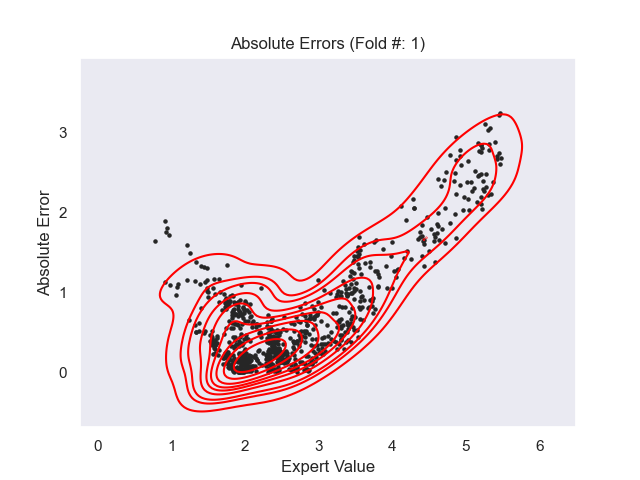 Absolute Errors (Fold #: 1)
3
2
1
0
Absolute Error
0 1 2 3 4 5 6
Expert Value